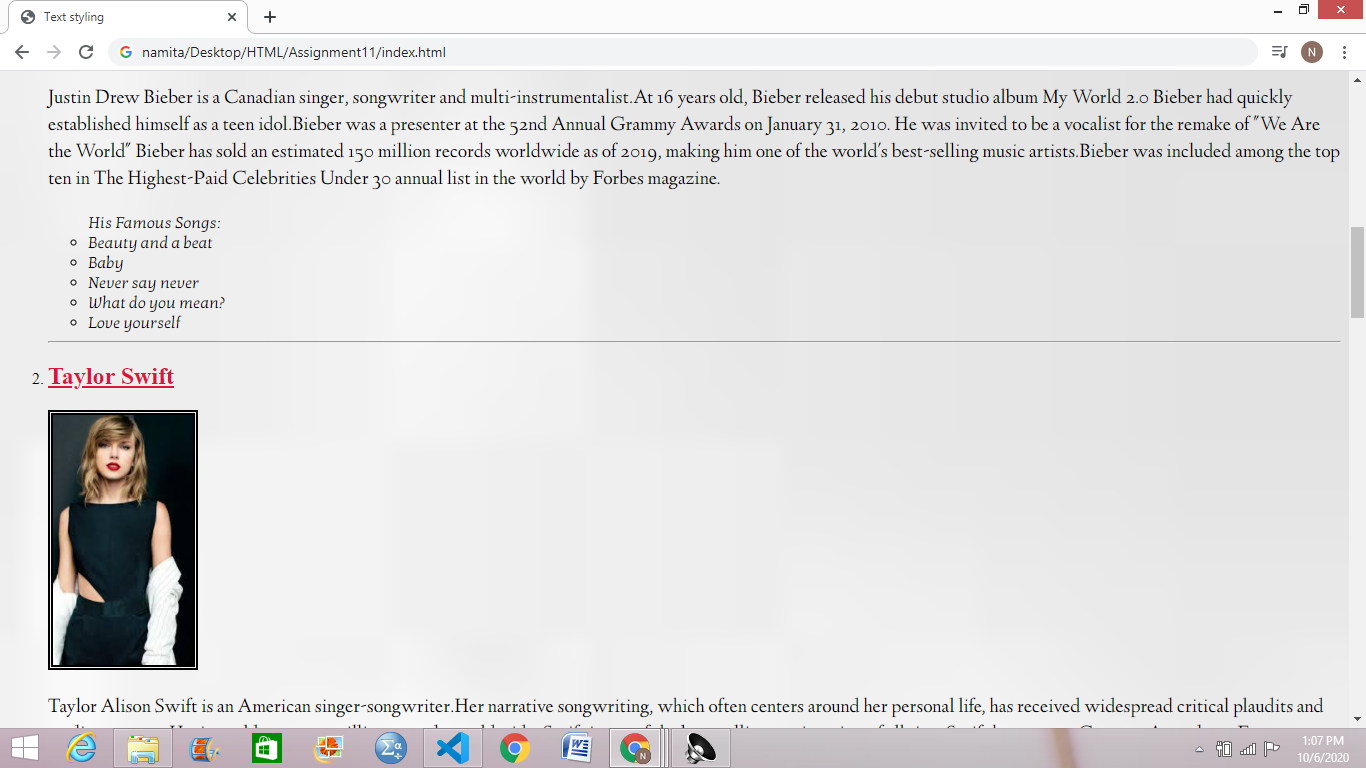 Text styling
namita/Desktop/HTML/Assignment11/index.html
N
Justin Drew Bieber is a Canadian singer, songwriter and multi-instrumentalist.At 16 years old, Bieber released his debut studio album My World 2.0 Bieber had quickly
established himself as a teen idol.Bieber was a presenter at the 52nd Annual Grammy Awards on January 31, 2010. He was invited to be a vocalist for the remake of "We Are
the World" Bieber has sold an estimated 150 million records worldwide as of 2019, making him one of the world's best-selling music artists.Bieber was included among the top
ten in The Highest-Paid Celebrities Under 30 annual list in the world by Forbes magazine.
His Famous Songs:
Beauty and a beat
Baby
Never say never
What do you mean?
Love yourself
2. Taylor Swift
Taylor Alison Swift is an American singer-songwriter.Her narrative songwriting, which often centers around her personal life, has received widespread critical plaudits and
1:07 PM
10/6/2020